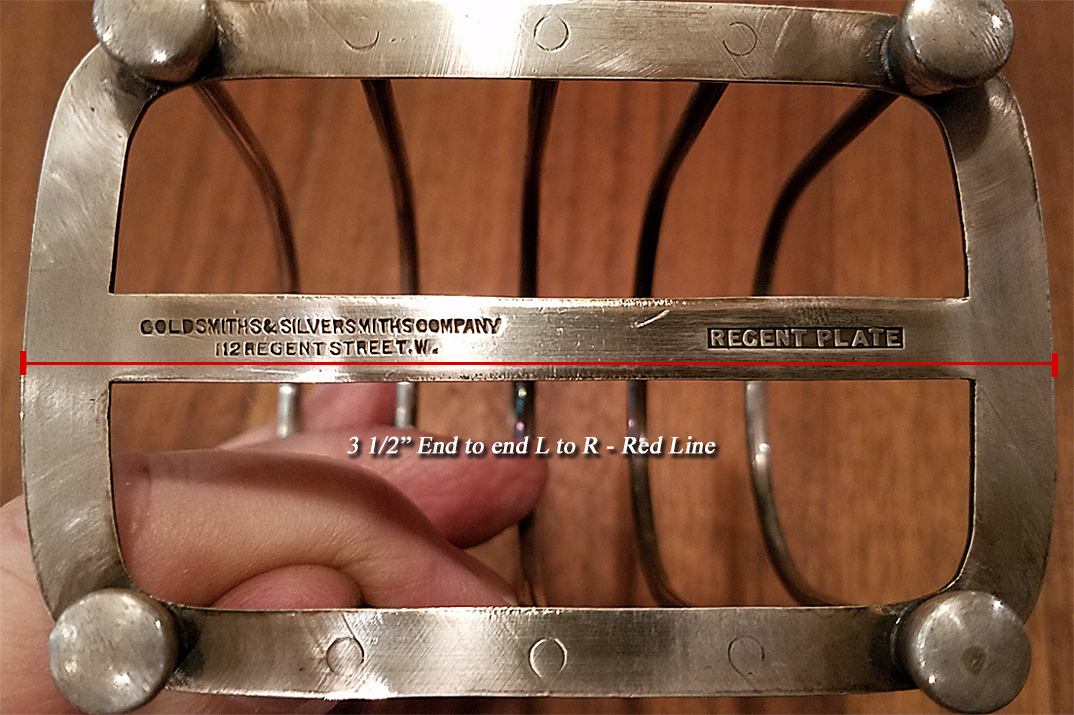 GOLDSMITHS & SILVERSMITHS COMPANY
112 REGENT STREET. W.
REGENT PLATE
3 1/2” End to end L to R - Red Line